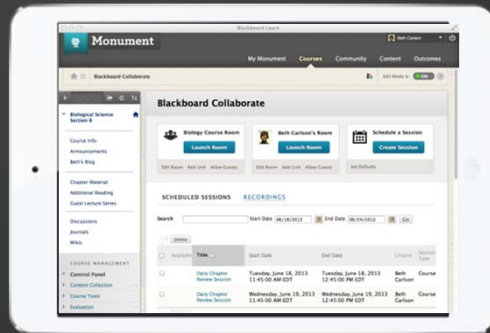 Blackboard Learn
Monument
Beth Carlson
My Monument Courses Community Content Outcomes
Blackboard Collaborate
Edit Mode is: ON
Biological Science: Section B
Course Info
Announcements
Beth's Blog
Chapter Material
Additional Reading
Guest Lecture Series
Discussions
Journals
Wikis
COURSE MANAGEMENT
Control Panel
Content Collection
Course Tools
Evaluation
Blackboard Collaborate
Biology Course Room
Launch Room
Edit Room Add Link Allow Guests
Beth Carlson's Room
Launch Room
Edit Room Add Link Allow Guests
Schedule a Session
Create Session
Set Defaults
SCHEDULED SESSIONS RECORDINGS
Search Start Date 06/18/2013 End Date 06/24/2013 Go
Delete
Available Title Start Date End Date Creator Session Type
Daily Chapter Review Session Tuesday, June 18, 2013 11:45:00 AM EDT Tuesday, June 18, 2013 12:45:00 PM EDT Beth Carlson Course
Daily Chapter Review Session Wednesday, June 19, 2013 11:45:00 AM EDT Wednesday, June 19, 2013 12:45:00 PM EDT Beth Carlson Course